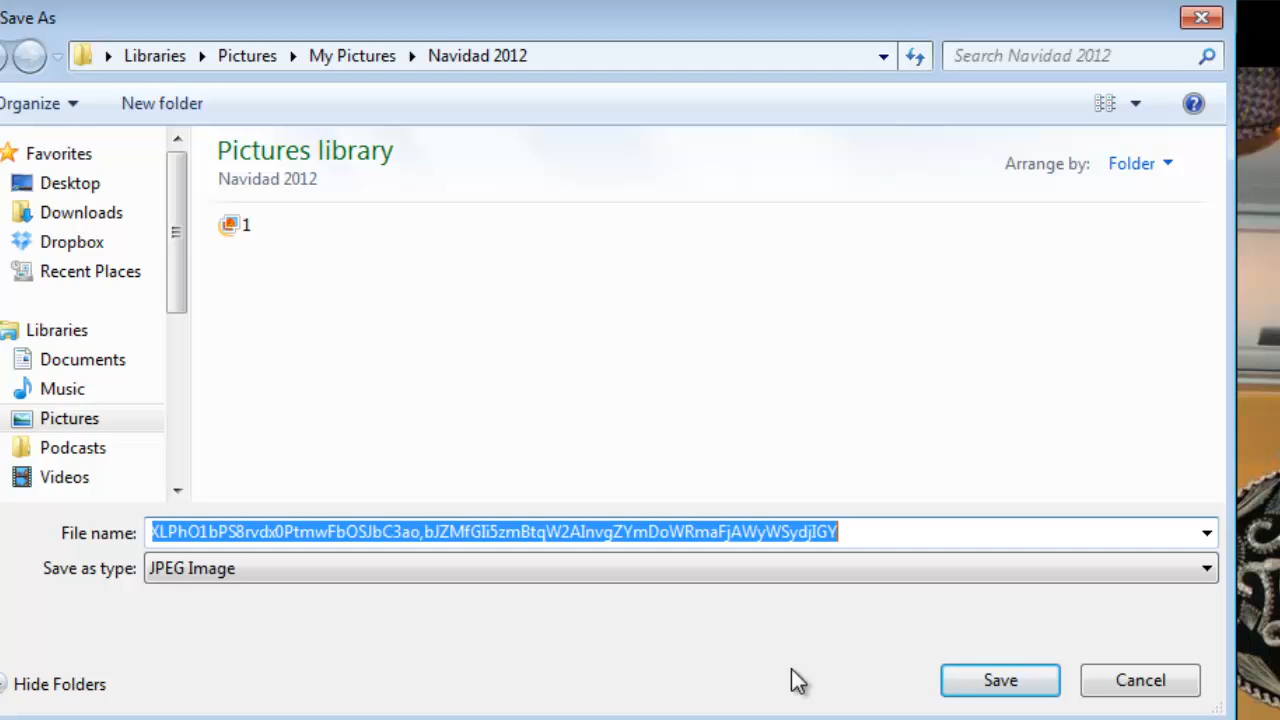 Save As
Libraries
Pictures
My Pictures
Navidad 2012
Search Navidad 2012
Organize
New folder
Favorites
Desktop
Downloads
Dropbox
Recent Places
Libraries
Documents
Music
Pictures
Podcasts
Videos
Pictures library
Navidad 2012
Arrange by: Folder
1
File name: XLPhO1bPS8rvdx0PtmwFbOSJbC3ao,bJZMfGIi5zmBtqW2AInvgZYmDoWRmaFjAWyWSydjIGY
Save as type: JPEG Image
Hide Folders
Save
Cancel